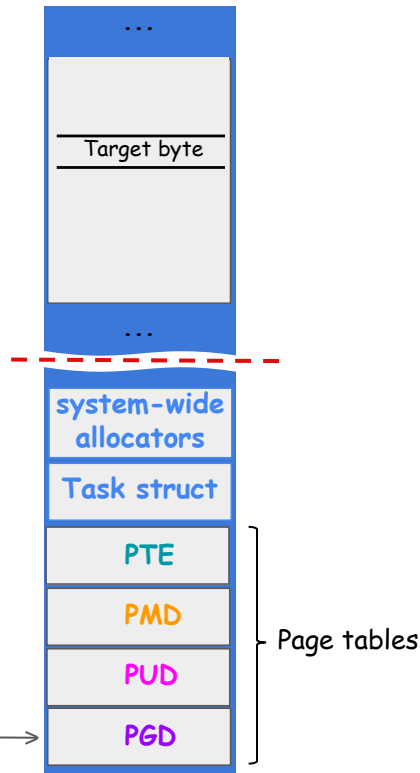 ...
Target byte
...
system-wide
allocators
Task struct
PTE
PMD
Page tables
PUD
PGD